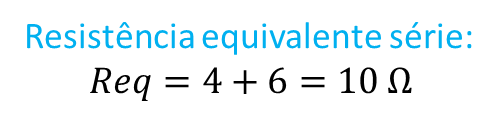 Resistência equivalente série:
Req = 4 + 6 = 10 Ω